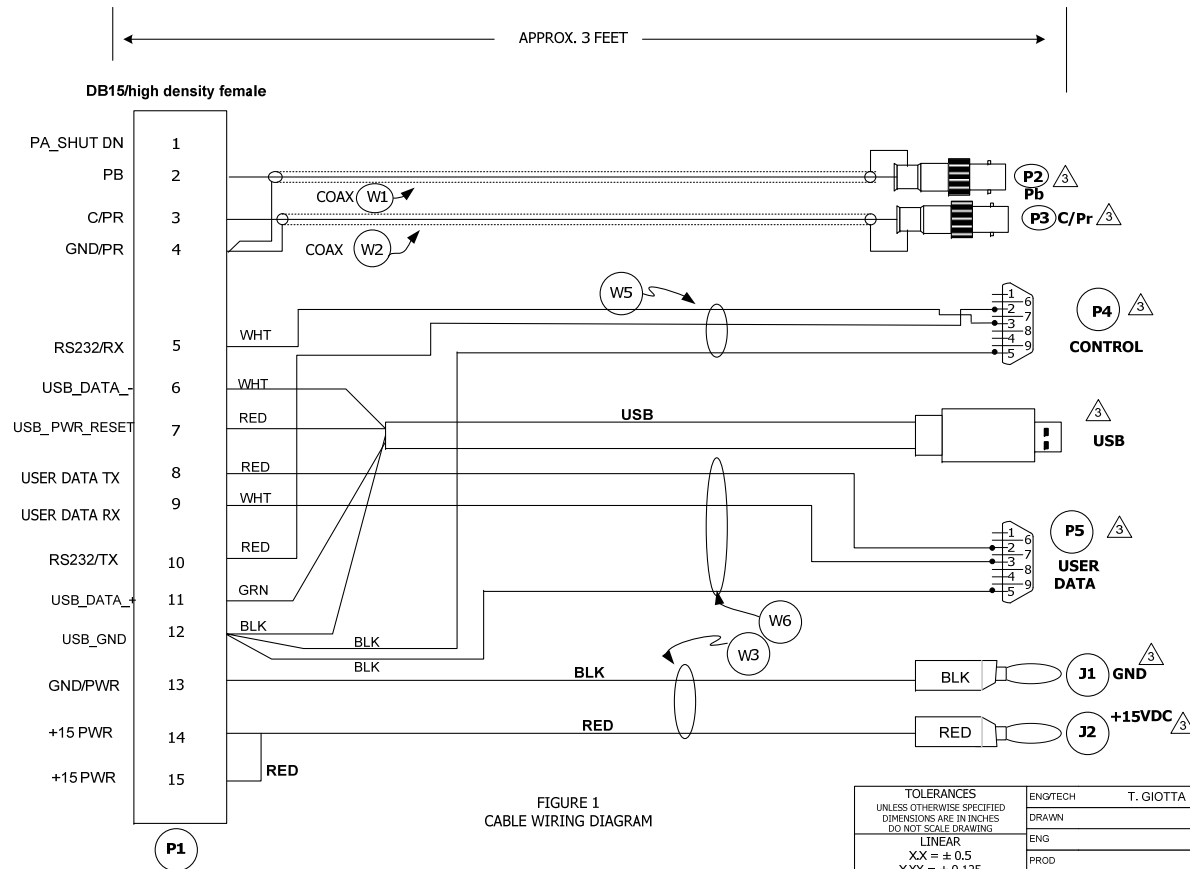 APPROX. 3 FEET
DB15/high density female
PA_SHUT DN 1
PB 2
COAX W1
P2 3
Pb
C/PR 3
P3 C/Pr 3
GND/PR 4
COAX W2
W5
1
6
2
7
3
8
4
9
5
P4 3
CONTROL
RS232/RX 5 WHT
USB_DATA_- 6 WHT
USB_PWR_RESET 7 RED
USB
3
USB
USER DATA TX 8 RED
USER DATA RX 9 WHT
1
6
2
7
3
8
4
9
5
P5 3
USER
DATA
RS232/TX 10 RED
USB_DATA_+ 11 GRN
USB_GND 12 BLK
BLK
BLK
W6
W3
GND/PWR 13 BLK
BLK J1 GND 3
+15 PWR 14 RED
RED J2 +15VDC 3
+15 PWR 15 RED
P1
FIGURE 1
CABLE WIRING DIAGRAM
TOLERANCES
UNLESS OTHERWISE SPECIFIED
DIMENSIONS ARE IN INCHES
DO NOT SCALE DRAWING
LINEAR
X.X = ± 0.5
X.XX = ± 0.125
ENG/TECH T. GIOTTA
DRAWN
ENG
PROD